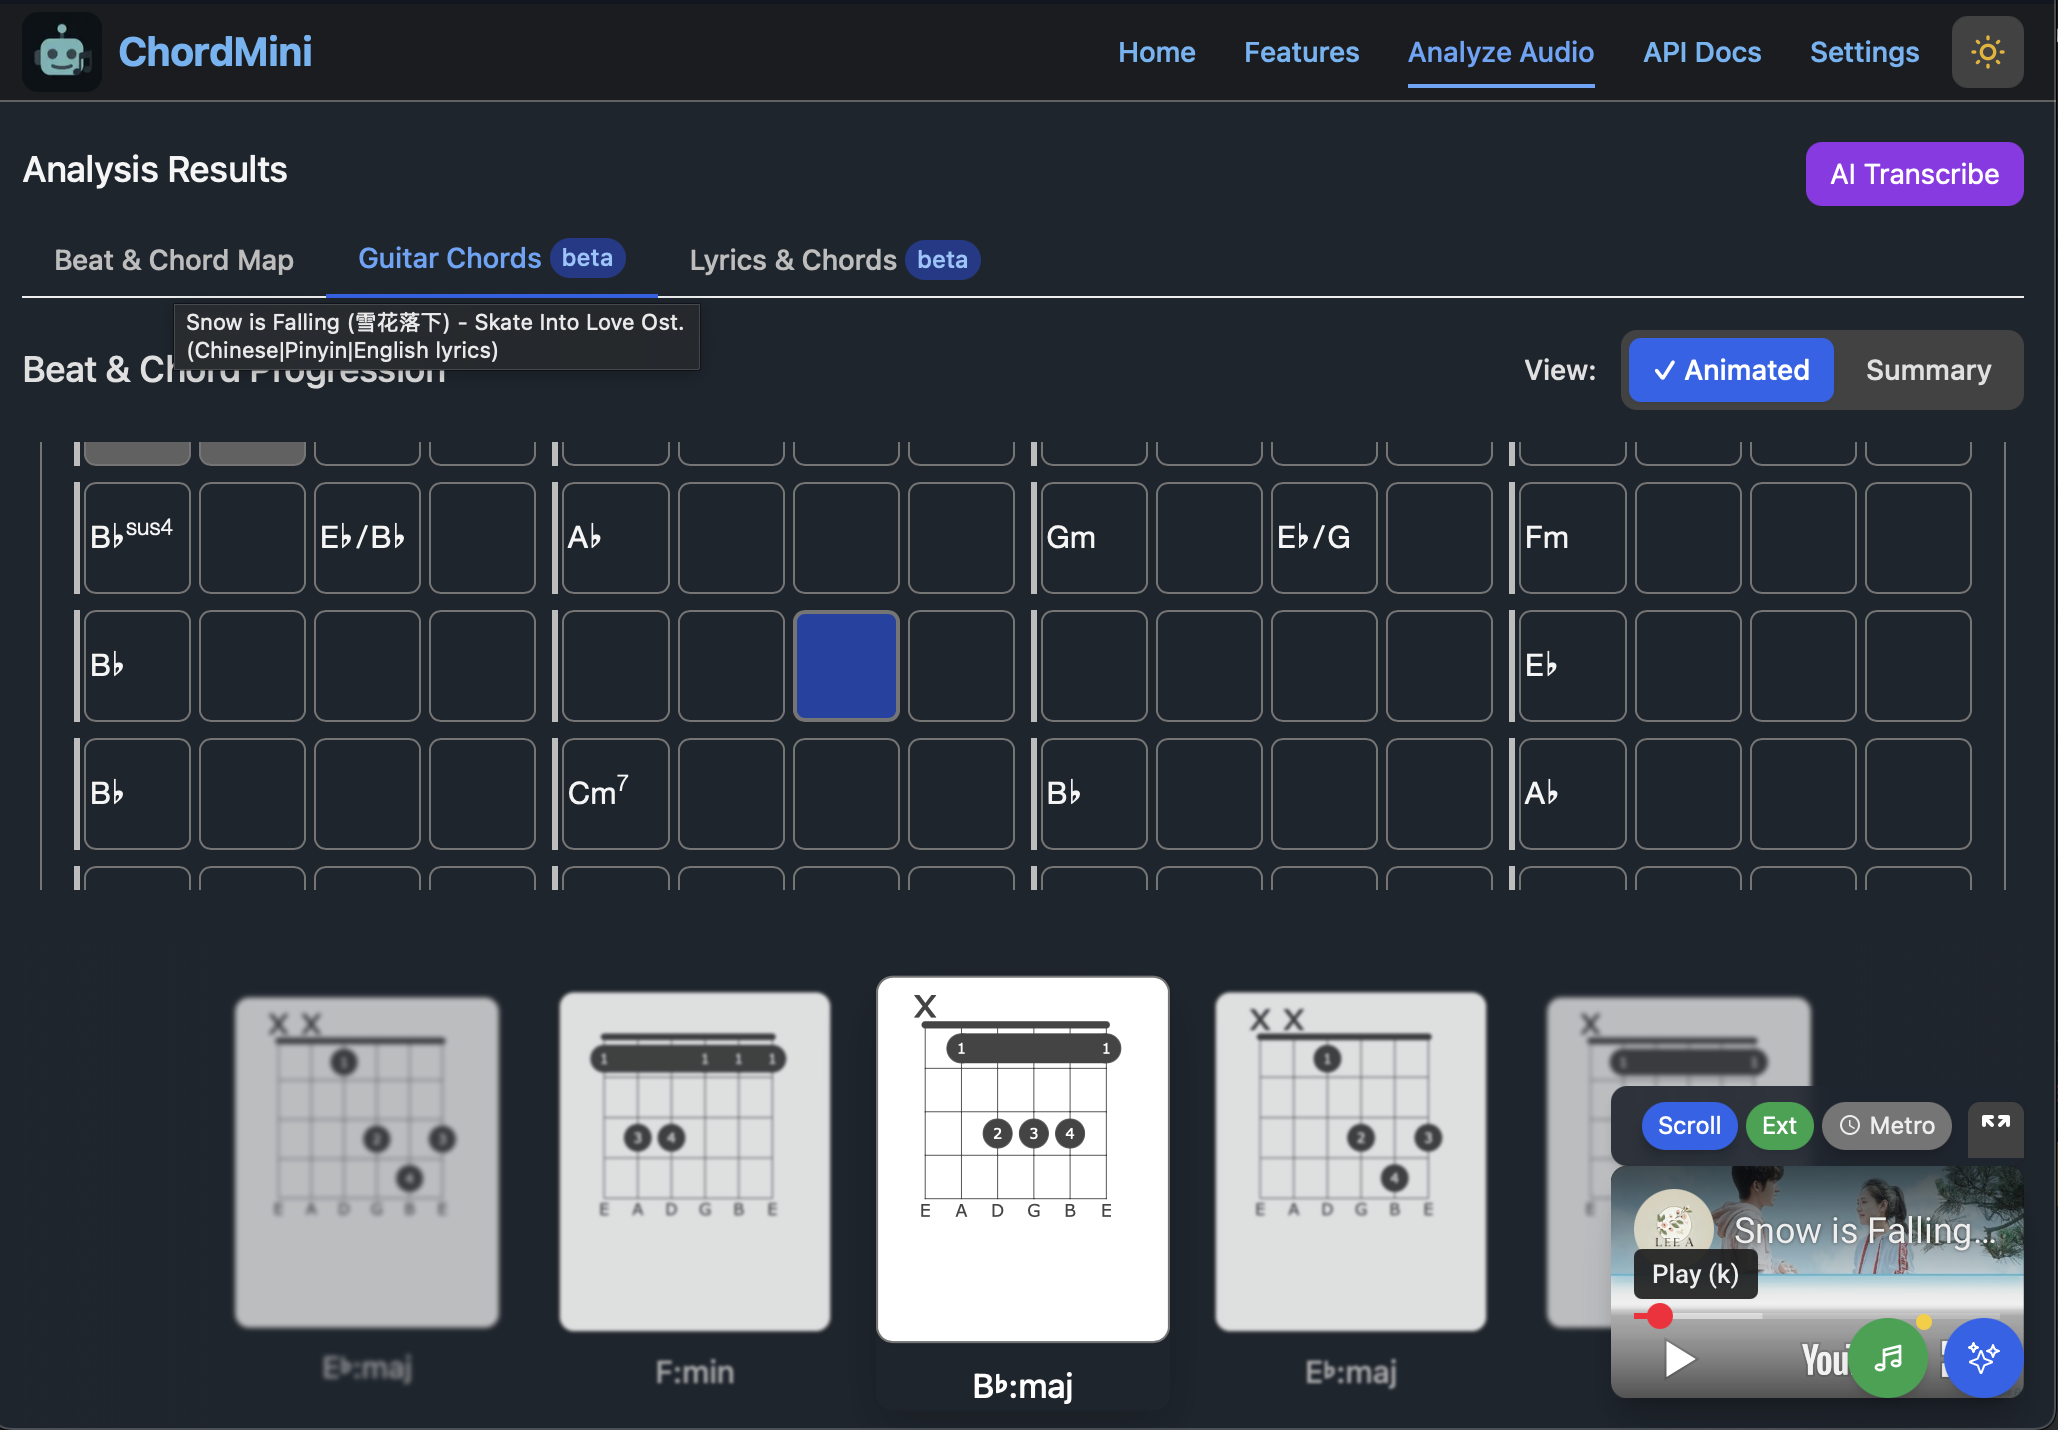 ChordMini
Home Features Analyze Audio API Docs Settings
Analysis Results
AI Transcribe
Beat & Chord Map Guitar Chords beta Lyrics & Chords beta
Snow is Falling (雪花落下) - Skate Into Love Ost.
(Chinese|Pinyin|English lyrics)
Beat & Chord Progression
View: ✓ Animated Summary
B♭sus4 E♭/B♭ A♭ Gm E♭/G Fm
B♭ E♭
B♭ Cm7 B♭ A♭
X X
1
2 3
4
E A D G B E
E♭:maj
1 1 1 1
3 4
E A D G B E
F:min
X
1 1
2 3 4
E A D G B E
B♭:maj
X X
1
2 3
4
E A D G B E
E♭:maj
X
1 1
E
Scroll Ext Metro
LEE A
Snow is Falling...
Play (k)
You